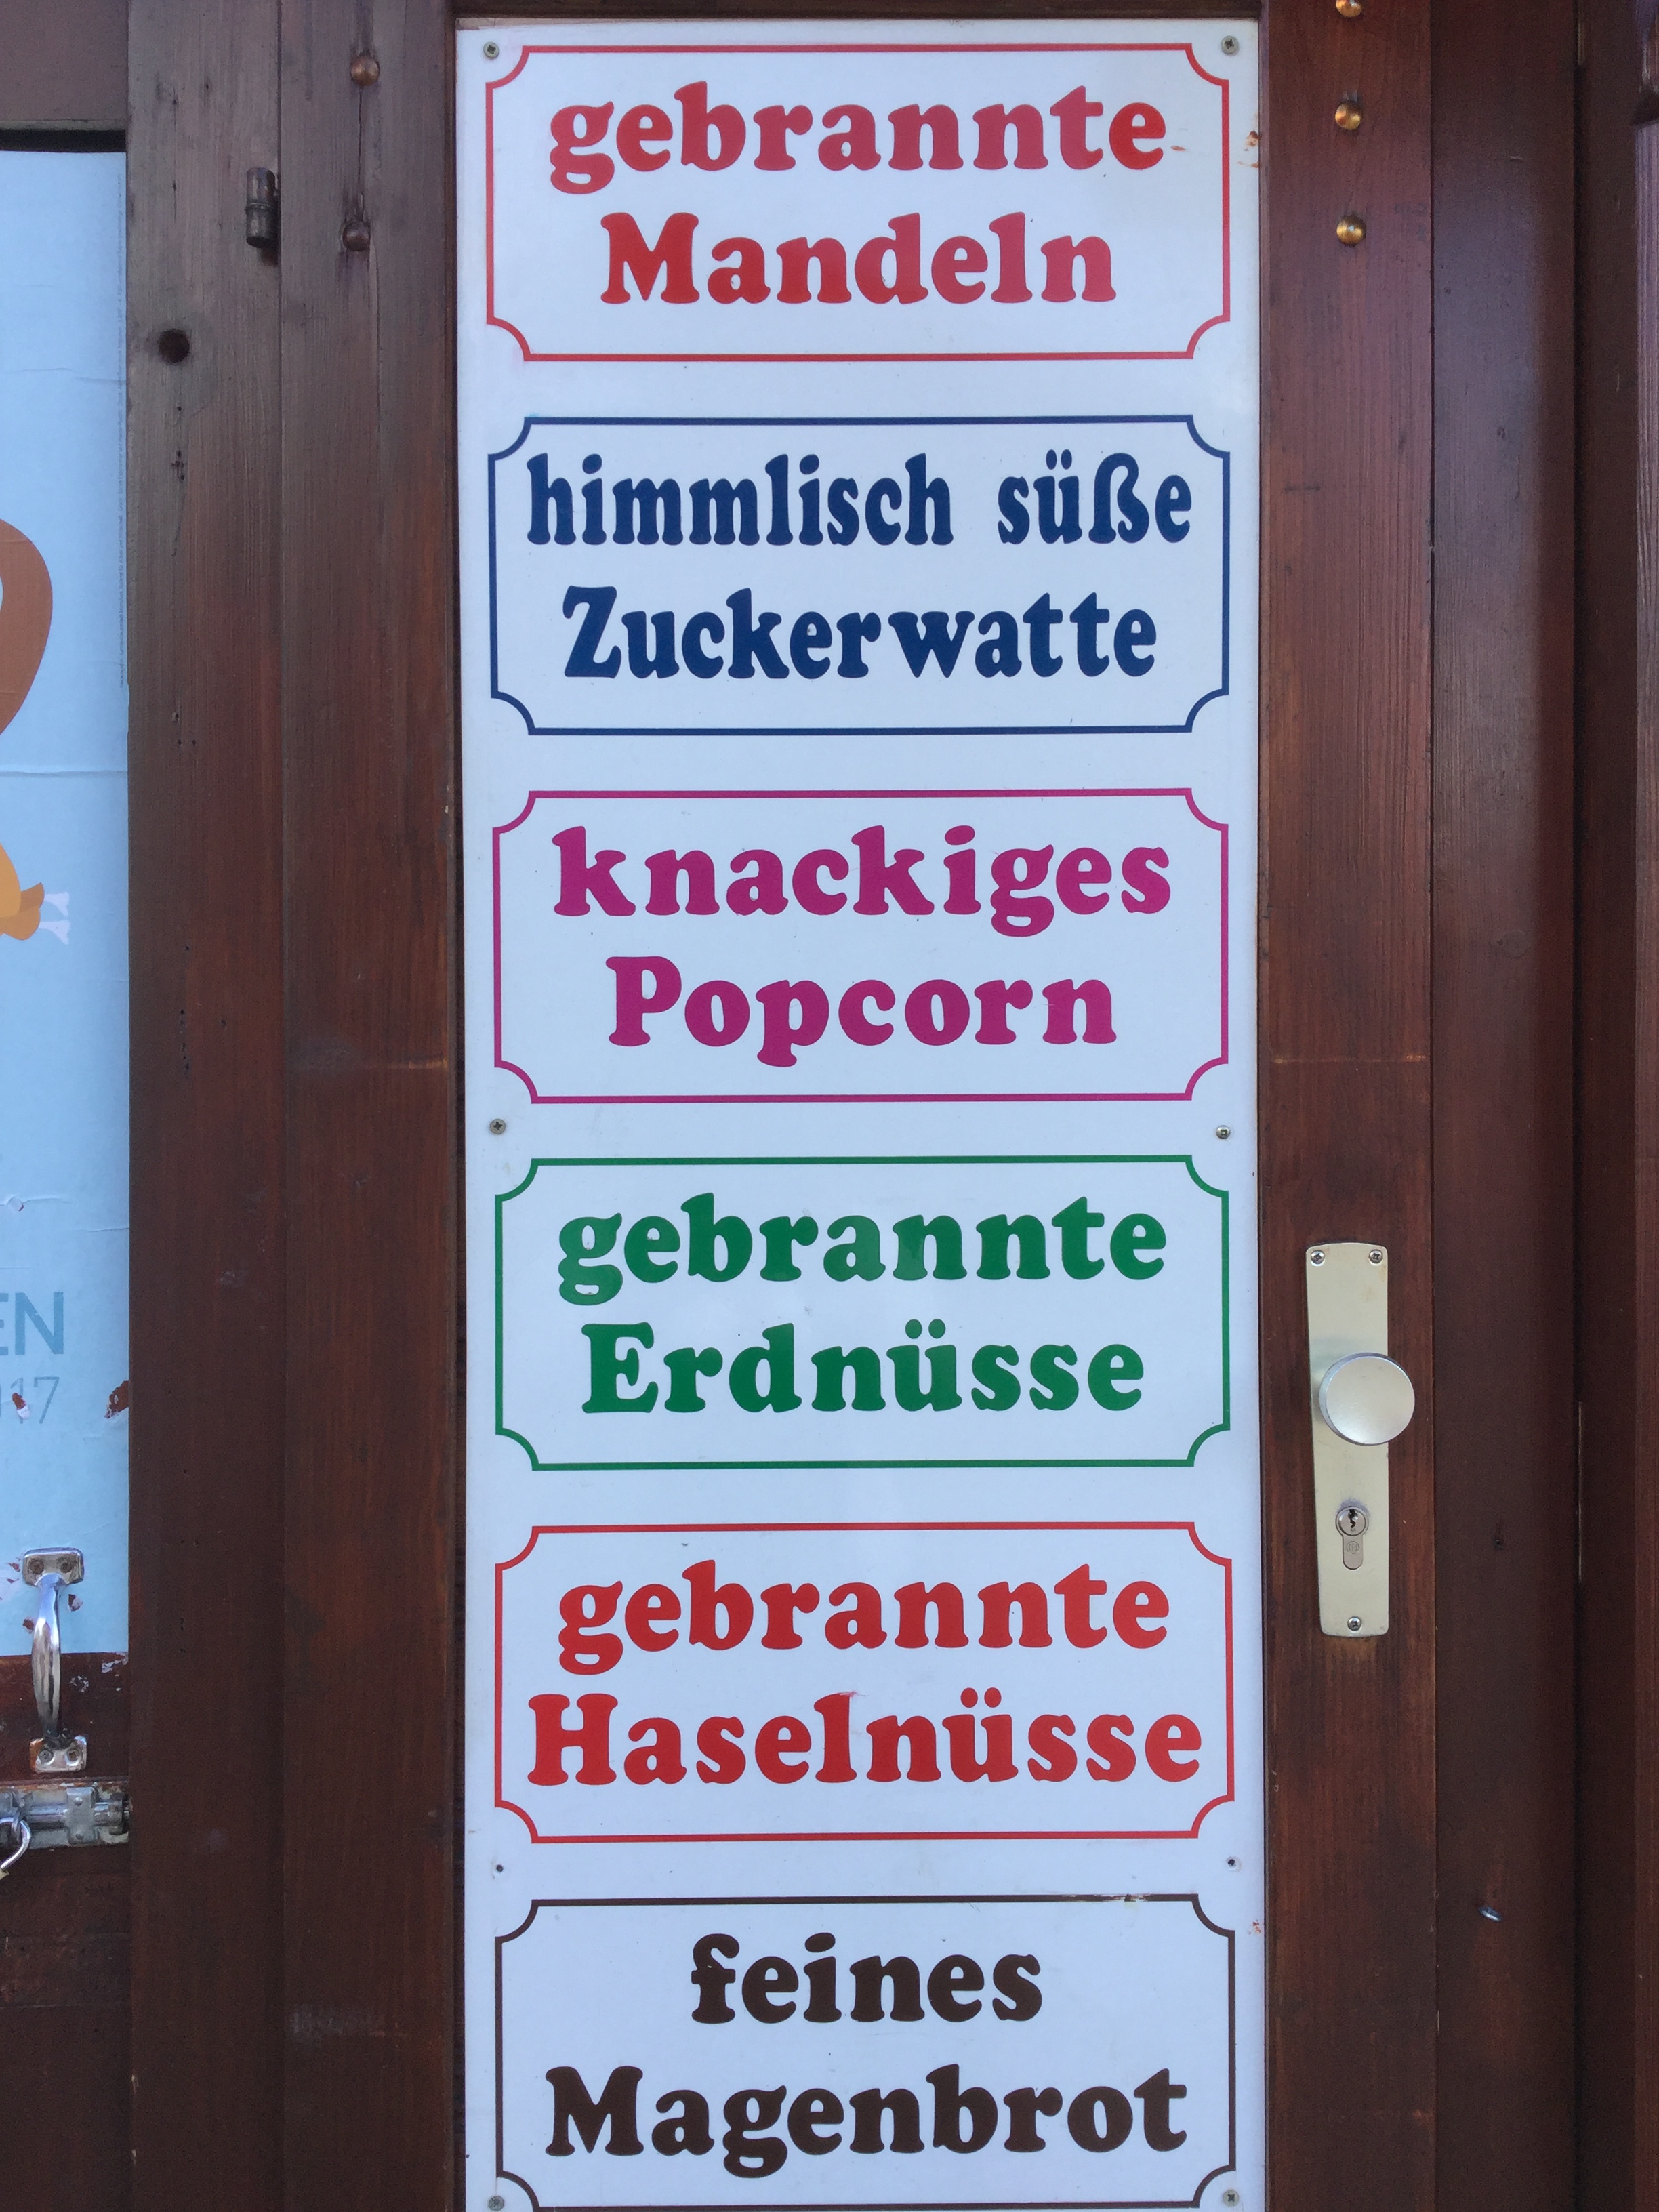 gebrannte
Mandeln
himmlisch süße
Zuckerwatte
knackiges
Popcorn
gebrannte
Erdnüsse
gebrannte
Haselnüsse
feines
Magenbrot